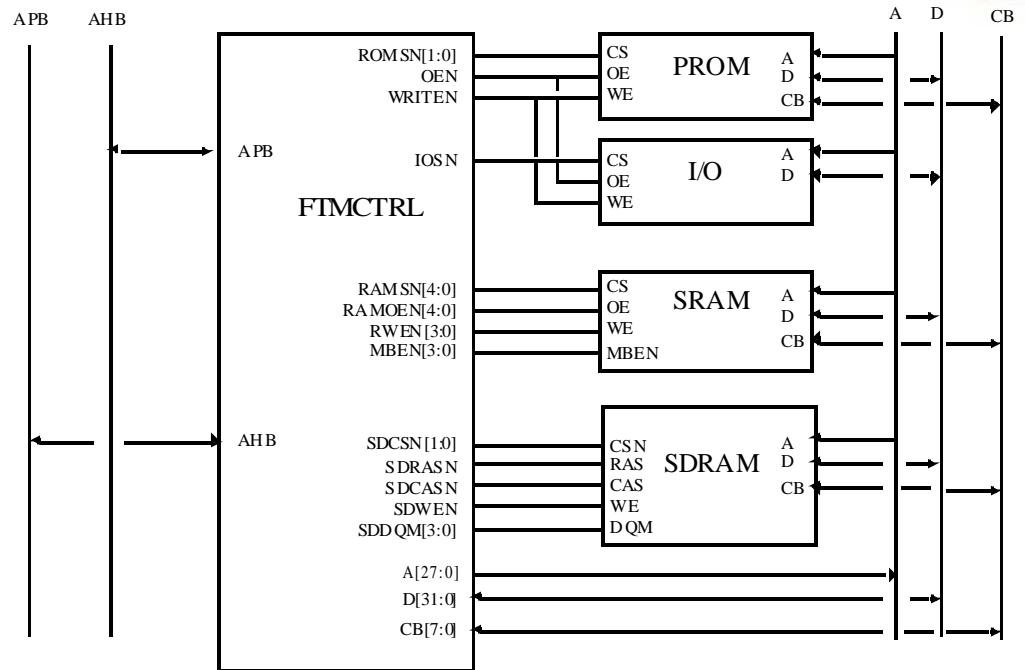 APB AHB A D CB
ROMSN[1:0] CS PROM A
OEN OE D
WRITEN WE CB
APB IOSN CS I/O A
OE D
WE
FTMCTRL
RAMSN[4:0] CS SRAM A
RAMOEN[4:0] OE D
RWEN[3:0] WE CB
MBEN[3:0] MBEN
AHB
SDCSN[1:0] CSN SDRAM A
SDRASN RAS D
SDCASN CAS CB
SDWEN WE
SDDQM[3:0] DQM
A[27:0]
D[31:0]
CB[7:0]